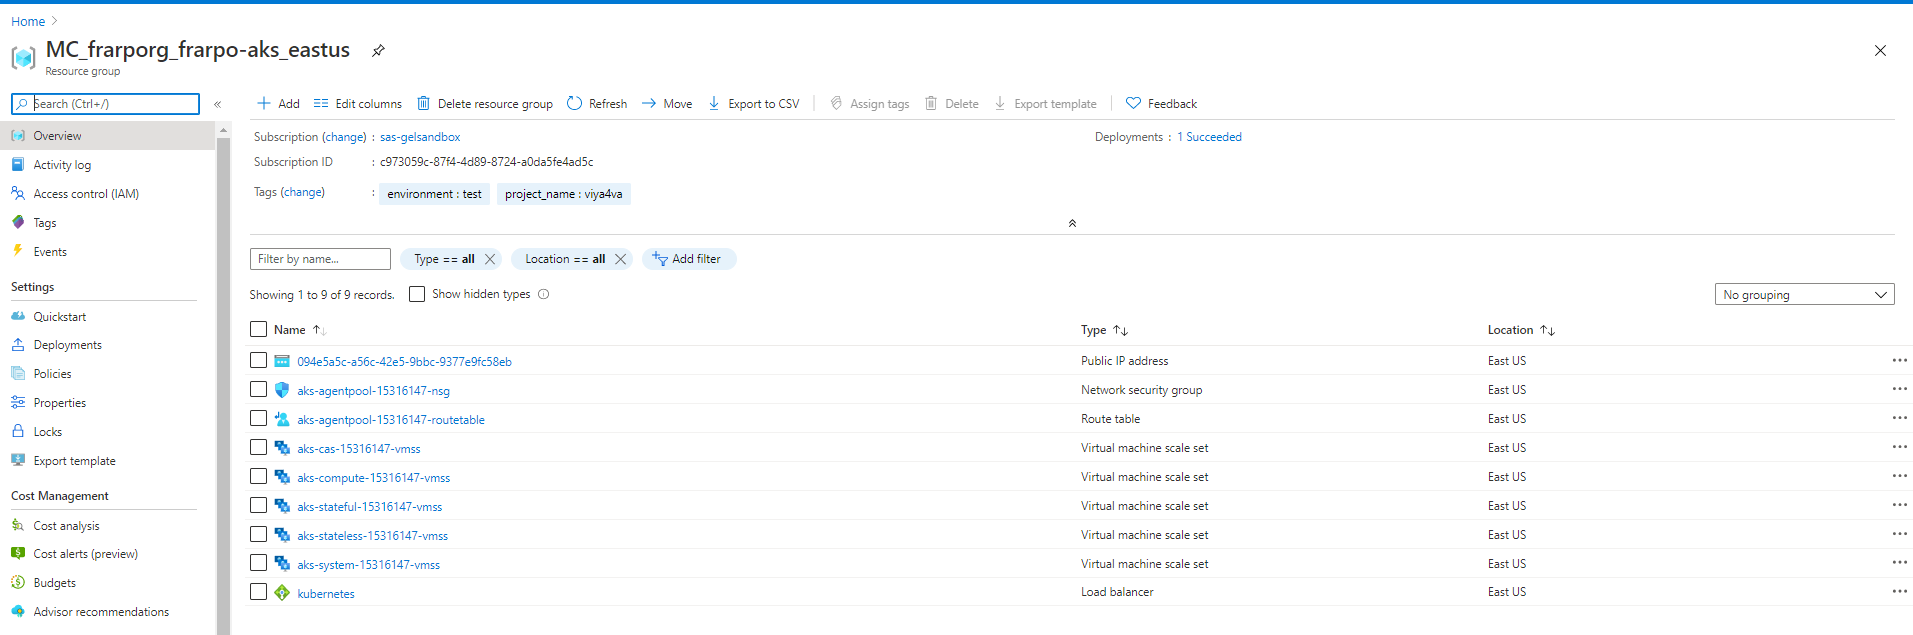 Home
MC_frarporg_frarpo-aks_eastus
Resource group
Search (Ctrl+/)
Overview
Activity log
Access control (IAM)
Tags
Events
Settings
Quickstart
Deployments
Policies
Properties
Locks
Export template
Cost Management
Cost analysis
Cost alerts (preview)
Budgets
Advisor recommendations
Add Edit columns Delete resource group Refresh Move Export to CSV Assign tags Delete Export template Feedback
Subscription (change) : sas-gelsandbox Deployments : 1 Succeeded
Subscription ID : c973059c-87f4-4d89-8724-a0da5fe4ad5c
Tags (change) : environment : test project_name : viya4va
Filter by name... Type == all Location == all Add filter
Showing 1 to 9 of 9 records. Show hidden types No grouping
Name Type Location
094e5a5c-a56c-42e5-9bbc-9377e9fc58eb Public IP address East US
aks-agentpool-15316147-nsg Network security group East US
aks-agentpool-15316147-routetable Route table East US
aks-cas-15316147-vmss Virtual machine scale set East US
aks-compute-15316147-vmss Virtual machine scale set East US
aks-stateful-15316147-vmss Virtual machine scale set East US
aks-stateless-15316147-vmss Virtual machine scale set East US
aks-system-15316147-vmss Virtual machine scale set East US
kubernetes Load balancer East US